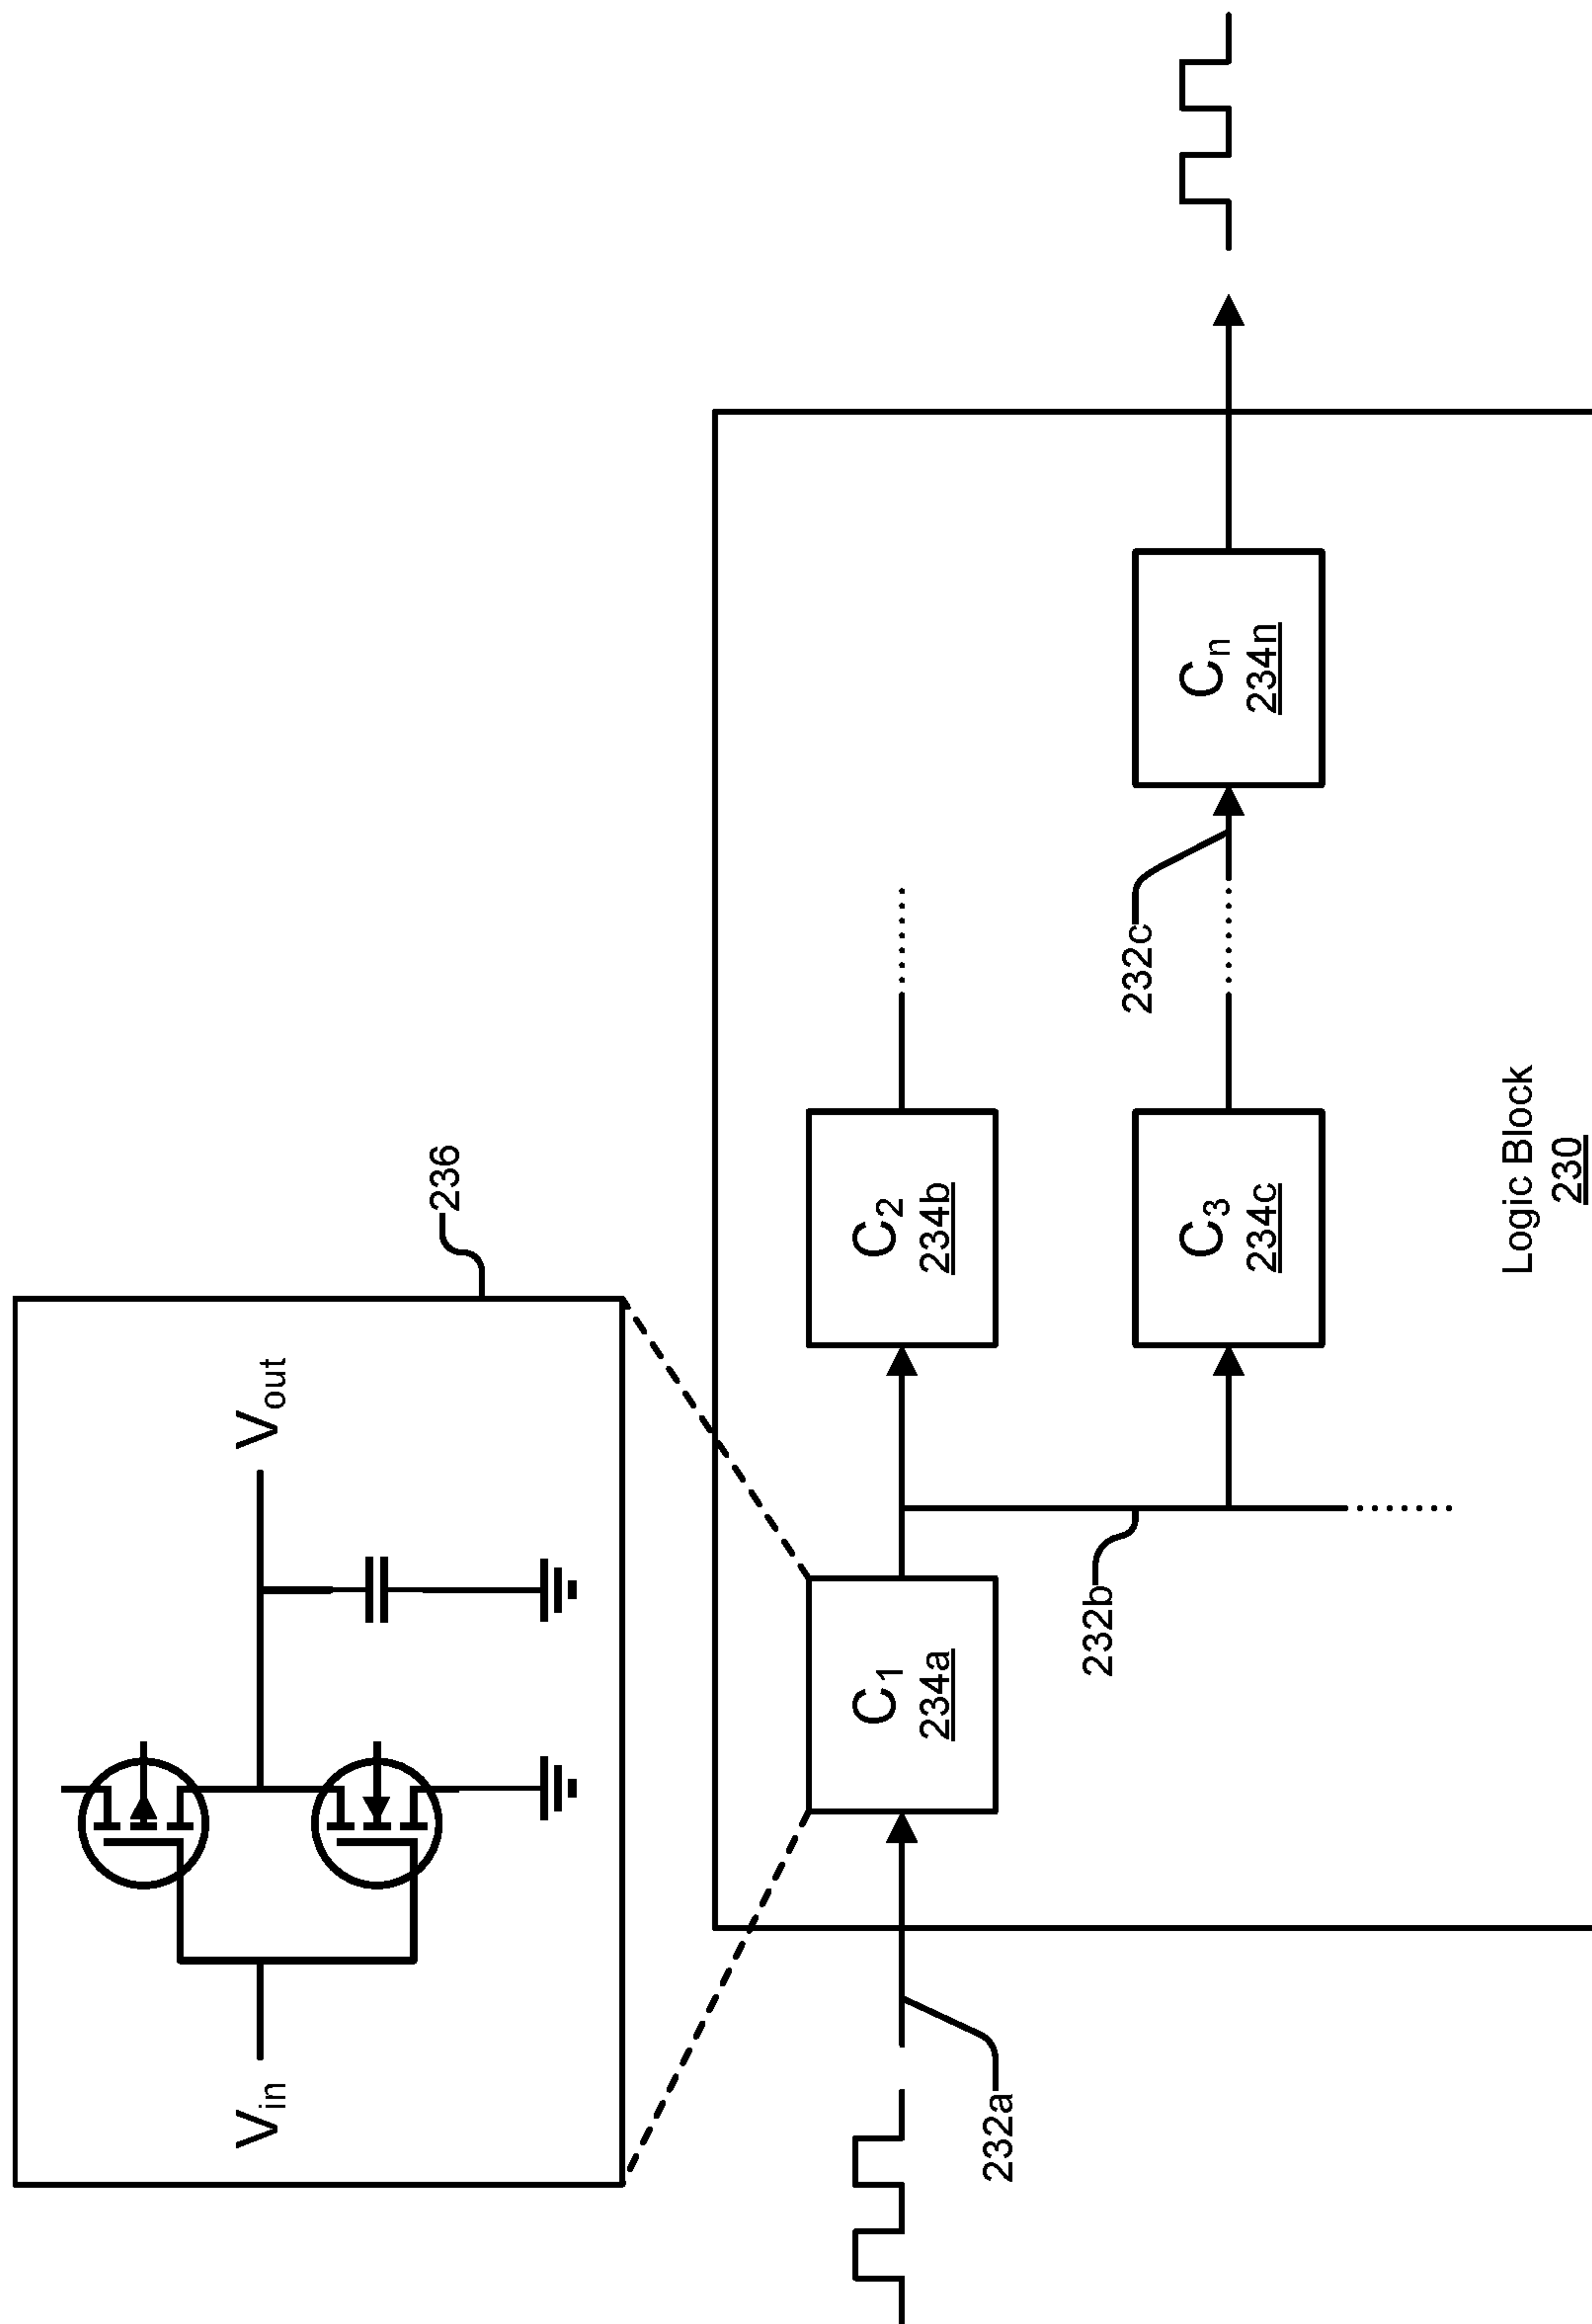 V_in
V_out
236
232a
C_1
234a
232b
C_2
234b
C_3
234c
232c
C_n
234n
Logic Block
230